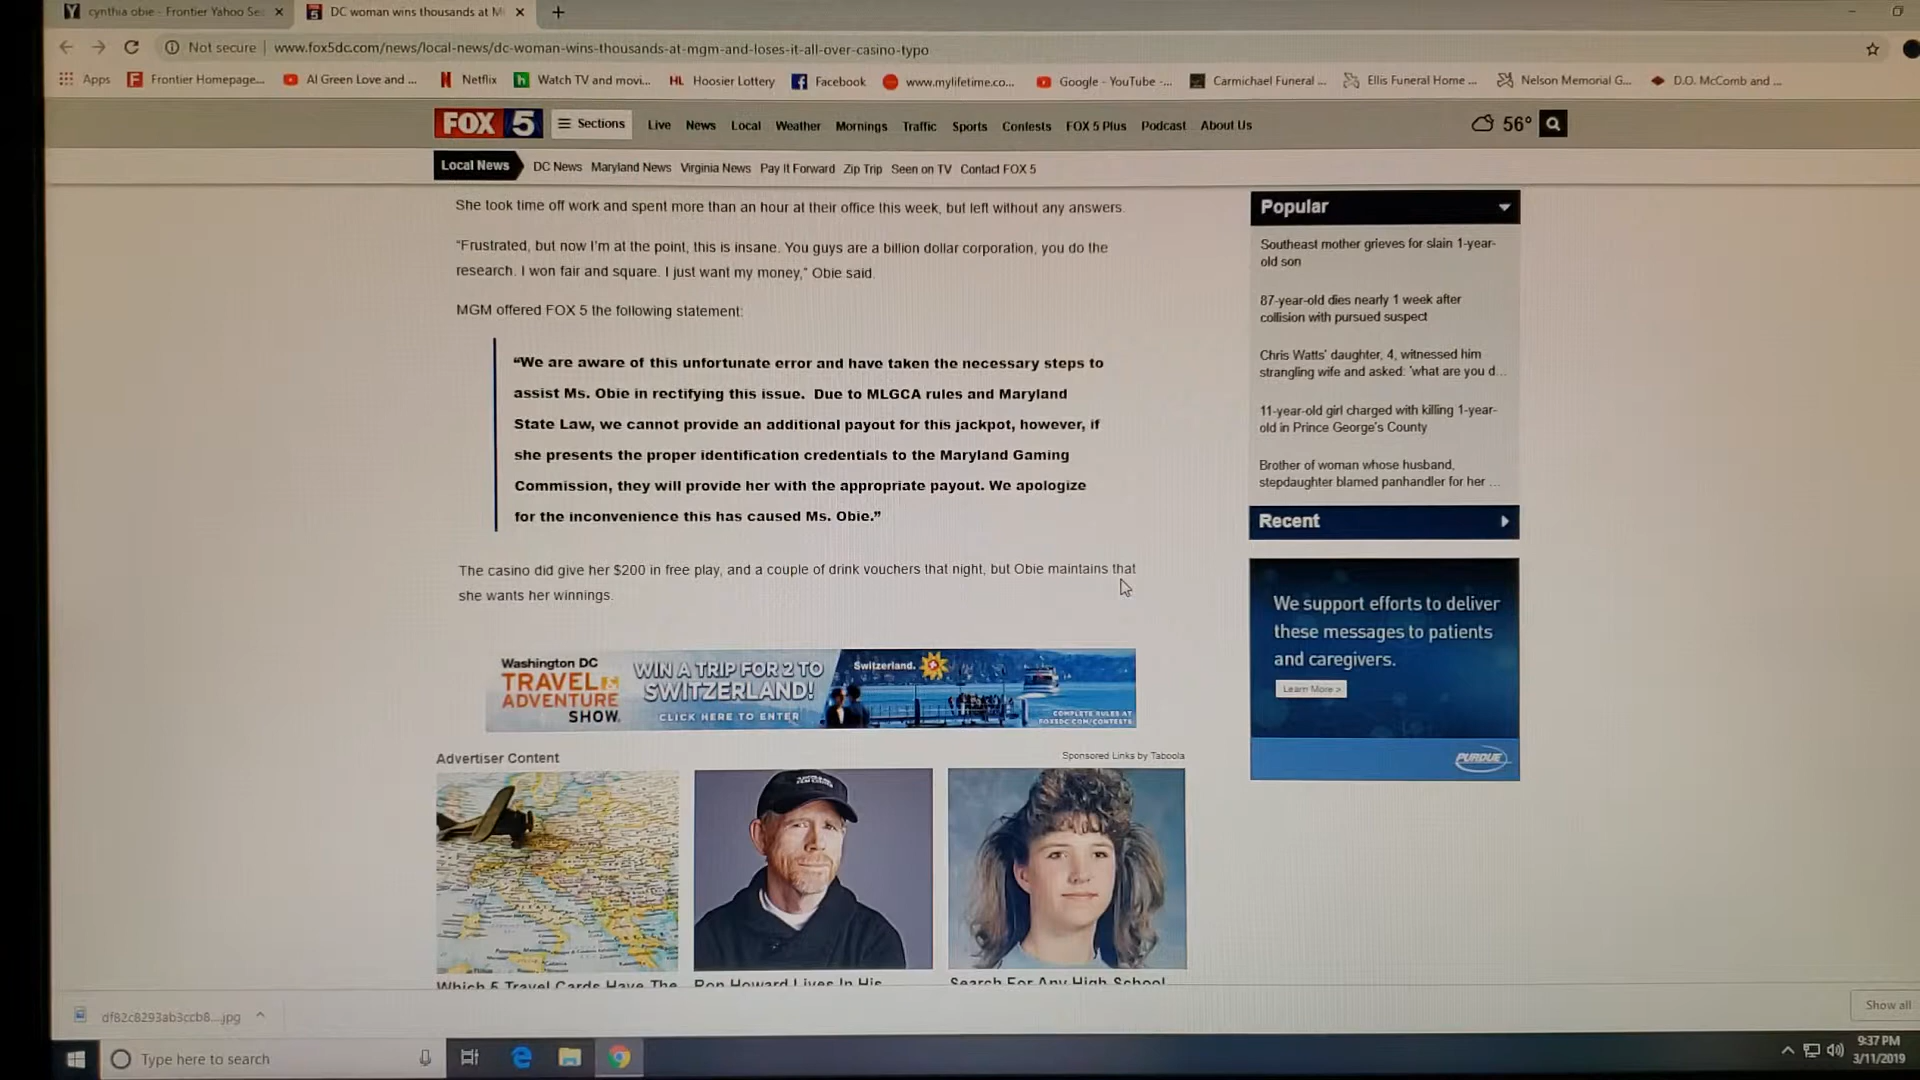 cynthia obie - Frontier Yahoo Se
DC woman wins thousands at M
Not secure | www.fox5dc.com/news/local-news/dc-woman-wins-thousands-at-mgm-and-loses-it-all-over-casino-typo
Apps Frontier Homepage... Al Green Love and ... Netflix Watch TV and movi... Hoosier Lottery Facebook www.mylifetime.co... Google - YouTube -... Carmichael Funeral ... Ellis Funeral Home ... Nelson Memorial G... D.O. McComb and ...
FOX 5 Sections Live News Local Weather Mornings Traffic Sports Contests FOX 5 Plus Podcast About Us 56°
Local News DC News Maryland News Virginia News Pay It Forward Zip Trip Seen on TV Contact FOX 5
She took time off work and spent more than an hour at their office this week, but left without any answers.
“Frustrated, but now I'm at the point, this is insane. You guys are a billion dollar corporation, you do the
research. I won fair and square. I just want my money,” Obie said.
MGM offered FOX 5 the following statement:
“We are aware of this unfortunate error and have taken the necessary steps to
assist Ms. Obie in rectifying this issue. Due to MLGCA rules and Maryland
State Law, we cannot provide an additional payout for this jackpot, however, if
she presents the proper identification credentials to the Maryland Gaming
Commission, they will provide her with the appropriate payout. We apologize
for the inconvenience this has caused Ms. Obie.”
The casino did give her $200 in free play, and a couple of drink vouchers that night, but Obie maintains that
she wants her winnings.
Popular
Southeast mother grieves for slain 1-year-
old son
87-year-old dies nearly 1 week after
collision with pursued suspect
Chris Watts' daughter, 4, witnessed him
strangling wife and asked: 'what are you d...
11-year-old girl charged with killing 1-year-
old in Prince George's County
Brother of woman whose husband,
stepdaughter blamed panhandler for her ...
Recent
We support efforts to deliver
these messages to patients
and caregivers.
Learn More >
PURDUE
Washington DC
TRAVEL &
ADVENTURE
SHOW
WIN A TRIP FOR 2 TO
SWITZERLAND!
CLICK HERE TO ENTER
Switzerland.
COMPLETE RULES AT
FOX5DC.COM/CONTESTS
Advertiser Content
Sponsored Links by Taboola
Which 5 Travel Cards Have The
Ron Howard Lives In His
Search For Any High School
df82c8293ab3ccb8....jpg
Show all
Type here to search
9:37 PM
3/11/2019